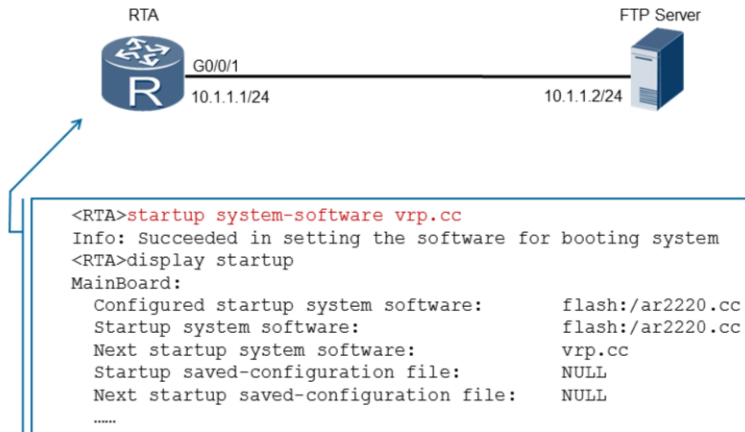 RTA
FTP Server
R
G0/0/1
10.1.1.1/24
10.1.1.2/24
<RTA>startup system-software vrp.cc
Info: Succeeded in setting the software for booting system
<RTA>display startup
MainBoard:
Configured startup system software: flash:/ar2220.cc
Startup system software: flash:/ar2220.cc
Next startup system software: vrp.cc
Startup saved-configuration file: NULL
Next startup saved-configuration file: NULL
……